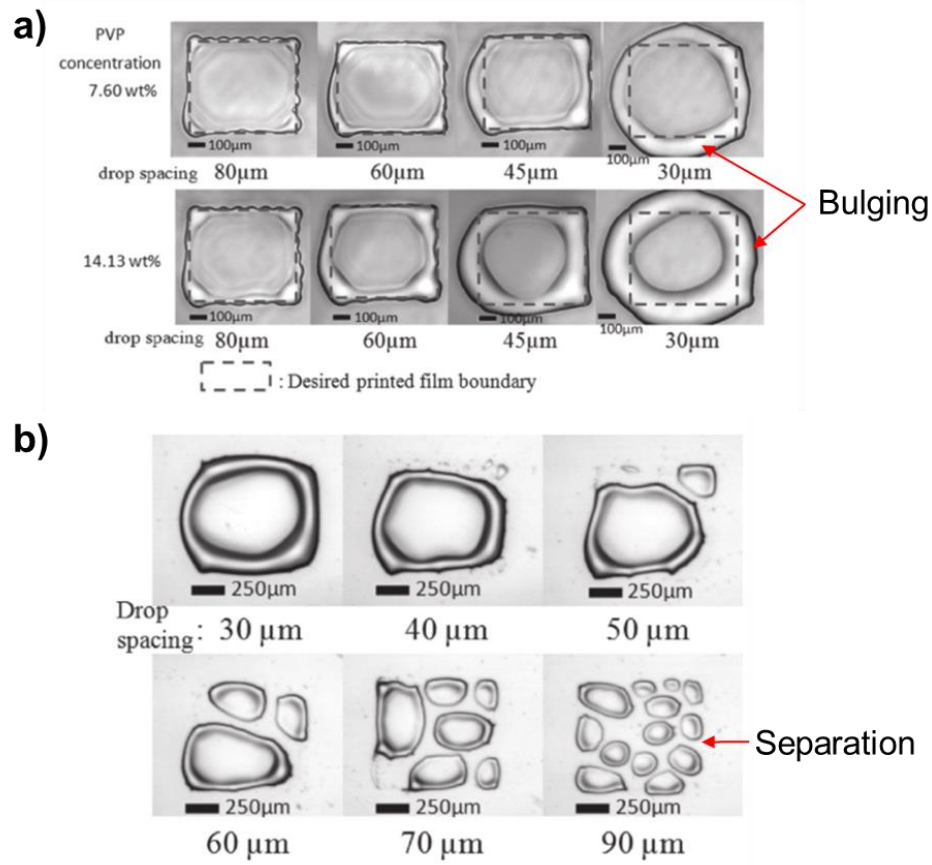 a)
PVP
concentration
7.60 wt%
100µm
100µm
100µm
100µm
drop spacing 80µm 60µm 45µm 30µm
Bulging
14.13 wt%
100µm
100µm
100µm
100µm
drop spacing 80µm 60µm 45µm 30µm
: Desired printed film boundary
b)
250µm
250µm
250µm
Drop
spacing: 30 µm 40 µm 50 µm
Separation
250µm
250µm
250µm
60 µm 70 µm 90 µm